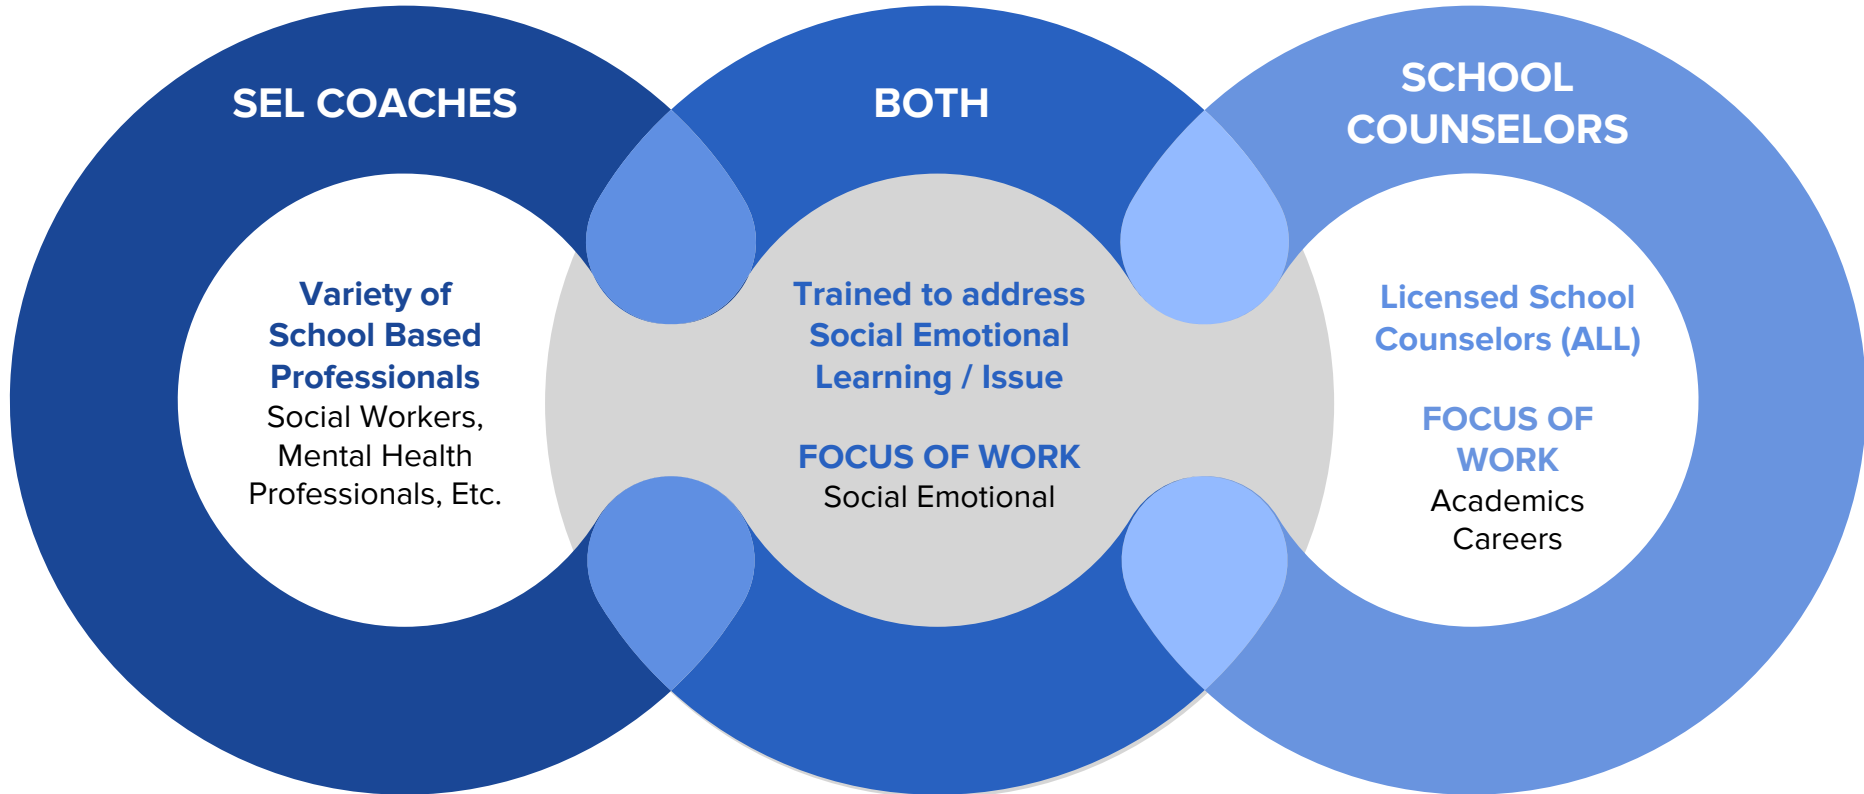 SEL COACHES
Variety of
School Based
Professionals
Social Workers,
Mental Health
Professionals, Etc.
BOTH
Trained to address
Social Emotional
Learning / Issue
FOCUS OF WORK
Social Emotional
SCHOOL
COUNSELORS
Licensed School
Counselors (ALL)
FOCUS OF
WORK
Academics
Careers